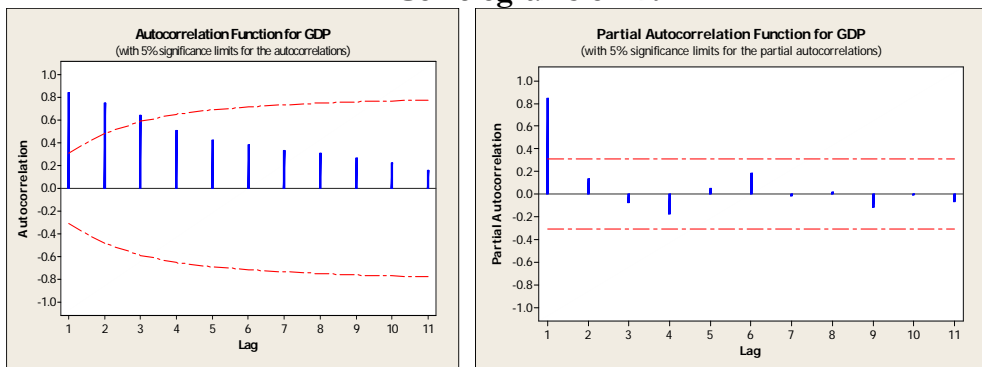 Autocorrelation Function for GDP
(with 5% significance limits for the autocorrelations)
1.0
0.8
0.6
0.4
0.2
0.0
-0.2
-0.4
-0.6
-0.8
-1.0
Autocorrelation
1 2 3 4 5 6 7 8 9 10 11
Lag
Partial Autocorrelation Function for GDP
(with 5% significance limits for the partial autocorrelations)
1.0
0.8
0.6
0.4
0.2
0.0
-0.2
-0.4
-0.6
-0.8
-1.0
Partial Autocorrelation
1 2 3 4 5 6 7 8 9 10 11
Lag